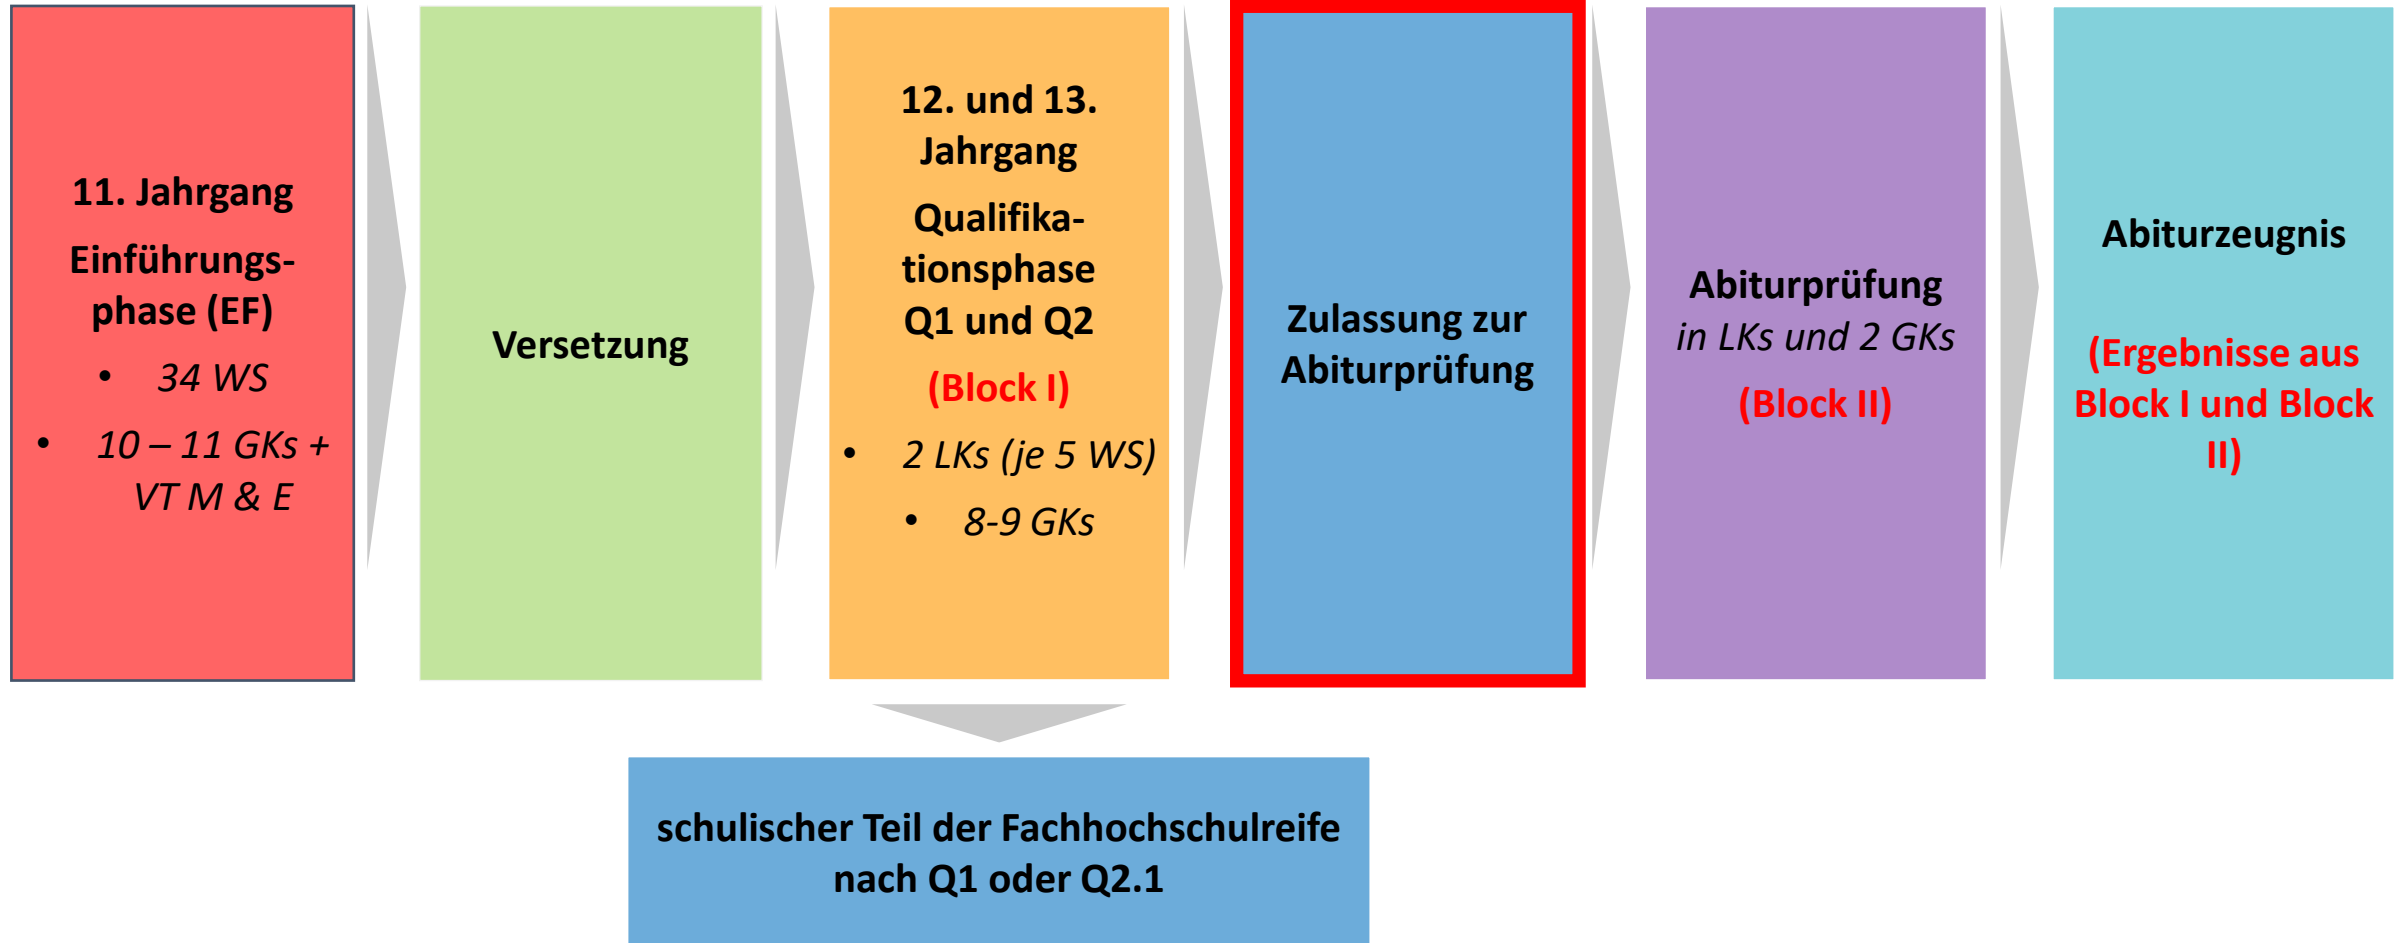 11. Jahrgang
Einführungs-
phase (EF)
• 34 WS
• 10 – 11 GKs +
VT M & E
Versetzung
12. und 13.
Jahrgang
Qualifika-
tionsphase
Q1 und Q2
(Block I)
• 2 LKs (je 5 WS)
• 8-9 GKs
Zulassung zur
Abiturprüfung
Abiturprüfung
in LKs und 2 GKs
(Block II)
Abiturzeugnis
(Ergebnisse aus
Block I und Block
II)
schulischer Teil der Fachhochschulreife
nach Q1 oder Q2.1